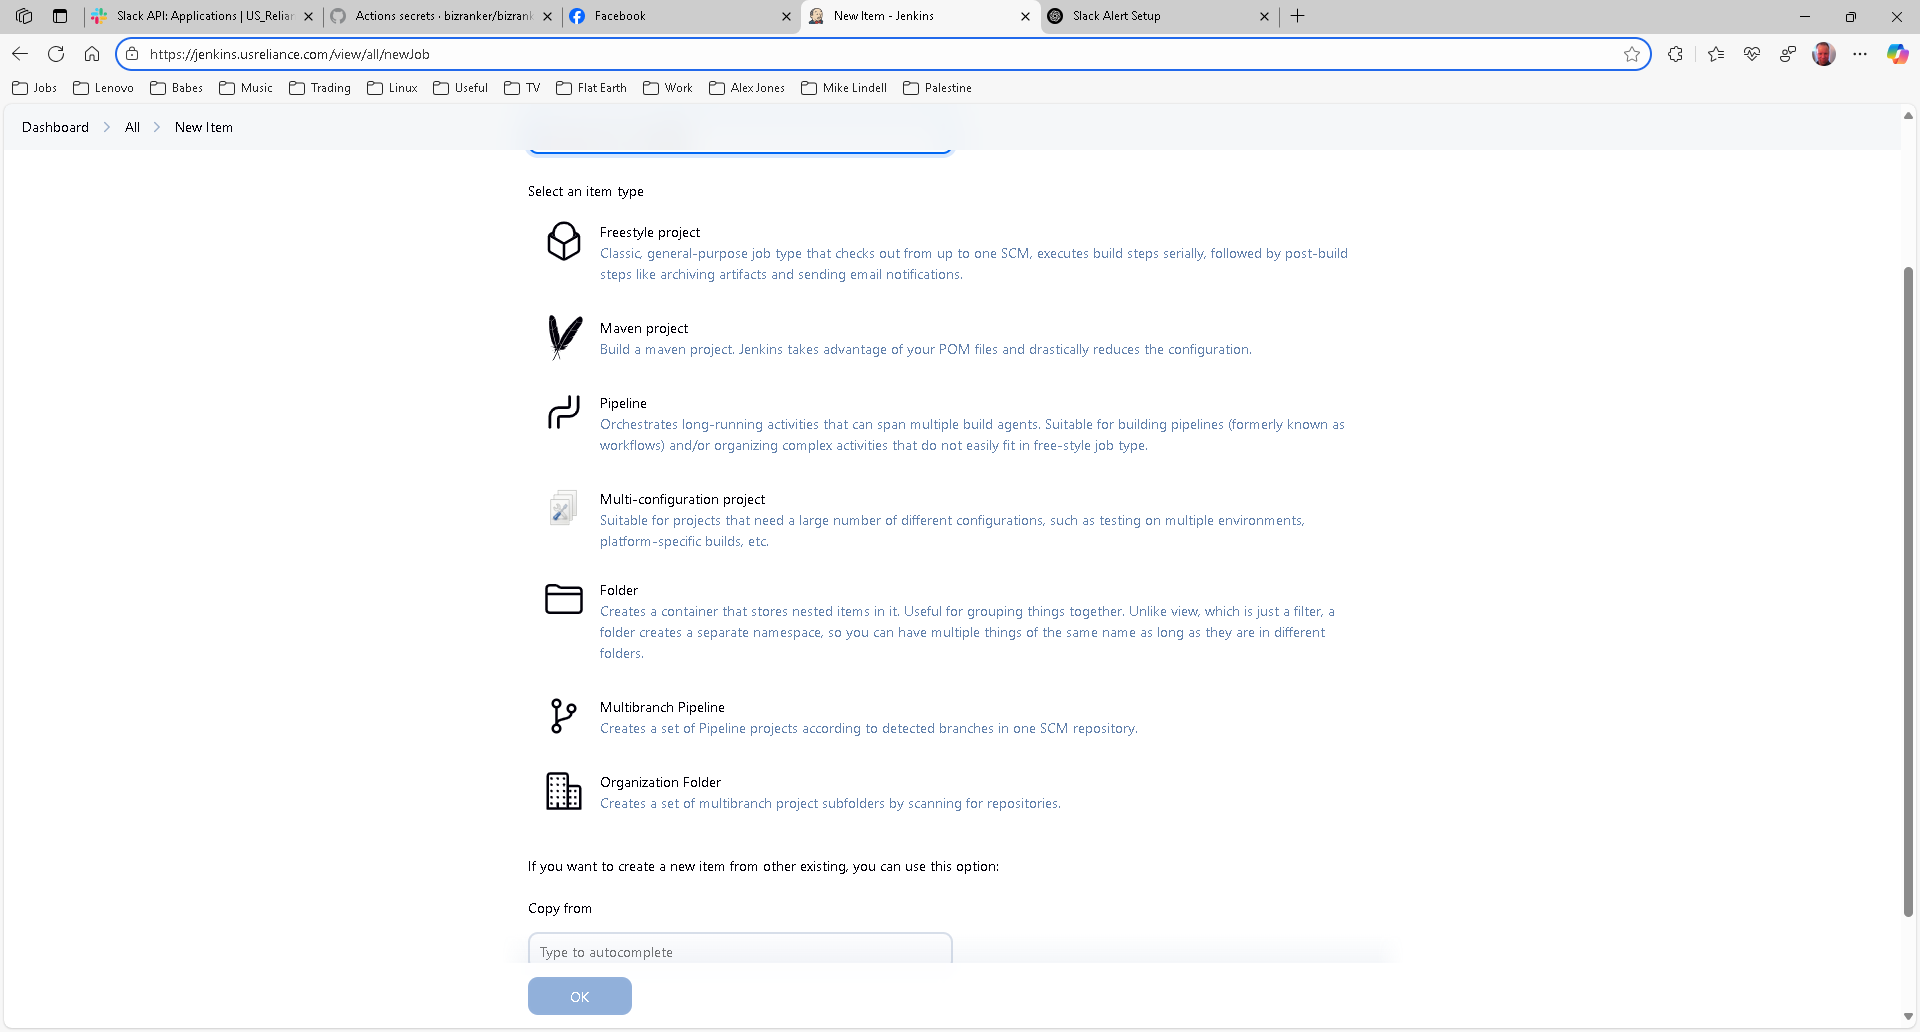 Slack API: Applications | US_Relian
Actions secrets · bizranker/bizrank
Facebook
New Item - Jenkins
Slack Alert Setup
https://jenkins.usreliance.com/view/all/newJob
Jobs
Lenovo
Babes
Music
Trading
Linux
Useful
TV
Flat Earth
Work
Alex Jones
Mike Lindell
Palestine
Dashboard
All
New Item
Select an item type
Freestyle project
Classic, general-purpose job type that checks out from up to one SCM, executes build steps serially, followed by post-build
steps like archiving artifacts and sending email notifications.
Maven project
Build a maven project. Jenkins takes advantage of your POM files and drastically reduces the configuration.
Pipeline
Orchestrates long-running activities that can span multiple build agents. Suitable for building pipelines (formerly known as
workflows) and/or organizing complex activities that do not easily fit in free-style job type.
Multi-configuration project
Suitable for projects that need a large number of different configurations, such as testing on multiple environments,
platform-specific builds, etc.
Folder
Creates a container that stores nested items in it. Useful for grouping things together. Unlike view, which is just a filter, a
folder creates a separate namespace, so you can have multiple things of the same name as long as they are in different
folders.
Multibranch Pipeline
Creates a set of Pipeline projects according to detected branches in one SCM repository.
Organization Folder
Creates a set of multibranch project subfolders by scanning for repositories.
If you want to create a new item from other existing, you can use this option:
Copy from
Type to autocomplete
OK